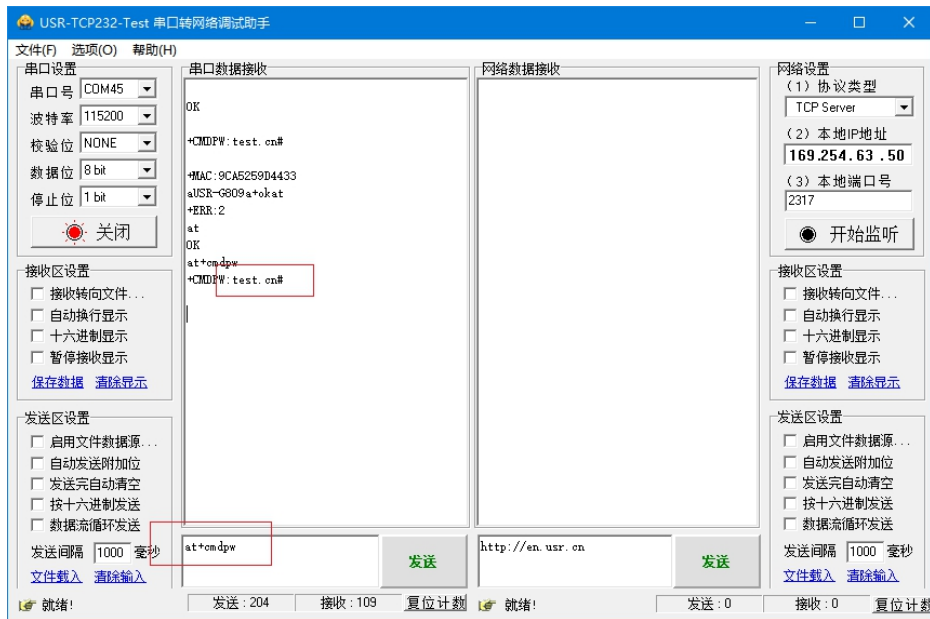 USR-TCP232-Test 串口转网络调试助手
文件(F) 选项(O) 帮助(H)
串口设置
串口号 COM45
波特率 115200
校验位 NONE
数据位 8 bit
停止位 1 bit
关闭
接收区设置
接收转向文件...
自动换行显示
十六进制显示
暂停接收显示
保存数据 清除显示
发送区设置
启用文件数据源...
自动发送附加位
发送完自动清空
按十六进制发送
数据流循环发送
发送间隔 1000 毫秒
文件载入 清除输入
就绪!
串口数据接收
OK
+CMDPW:test.cn#
+MAC:9CA5259D4433
aUSR-G809a+okat
+ERR:2
at
OK
at+cmdpw
+CMDPW:test.cn#
at+cmdpw
发送
发送 : 204 接收 : 109 复位计数
网络数据接收
http://en.usr.cn
发送
就绪!
发送 : 0 接收 : 0 复位计数
网络设置
(1) 协议类型
TCP Server
(2) 本地IP地址
169.254.63.50
(3) 本地端口号
2317
开始监听
接收区设置
接收转向文件...
自动换行显示
十六进制显示
暂停接收显示
保存数据 清除显示
发送区设置
启用文件数据源...
自动发送附加位
发送完自动清空
按十六进制发送
数据流循环发送
发送间隔 1000 毫秒
文件载入 清除输入